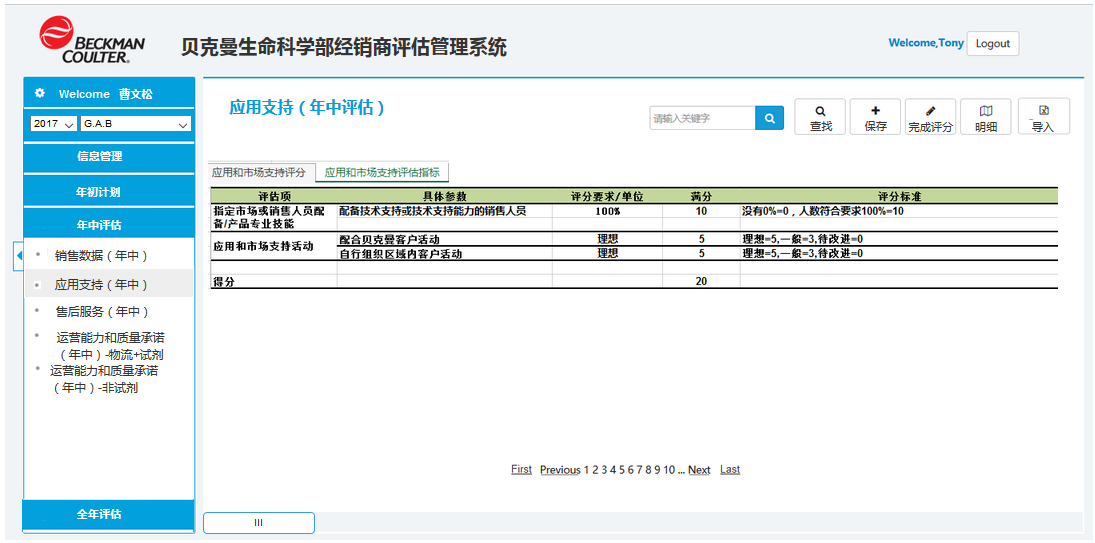 BECKMAN
COULTER®
贝克曼生命科学部经销商评估管理系统
Welcome,Tony
Logout
Welcome 曹文松
2017
G.A.B
信息管理
年初计划
年中评估
销售数据（年中）
应用支持（年中）
售后服务（年中）
运营能力和质量承诺
（年中）-物流+试剂
运营能力和质量承诺
（年中）-非试剂
全年评估
应用支持（年中评估）
请输入关键字
查找
保存
完成评分
明细
导入
应用和市场支持评分
应用和市场支持评估指标
评估项 具体参数 评分要求/单位 满分 评分标准
指定市场或销售人员配
备/产品专业技能
配备技术支持或技术支持能力的销售人员 100% 10 没有0%=0，人数符合要求100%=10
应用和市场支持活动
配合贝克曼客户活动 理想 5 理想=5,一般=3,待改进=0
自行组织区域内客户活动 理想 5 理想=5,一般=3,待改进=0
得分 20
First Previous 1 2 3 4 5 6 7 8 9 10 ... Next Last
III